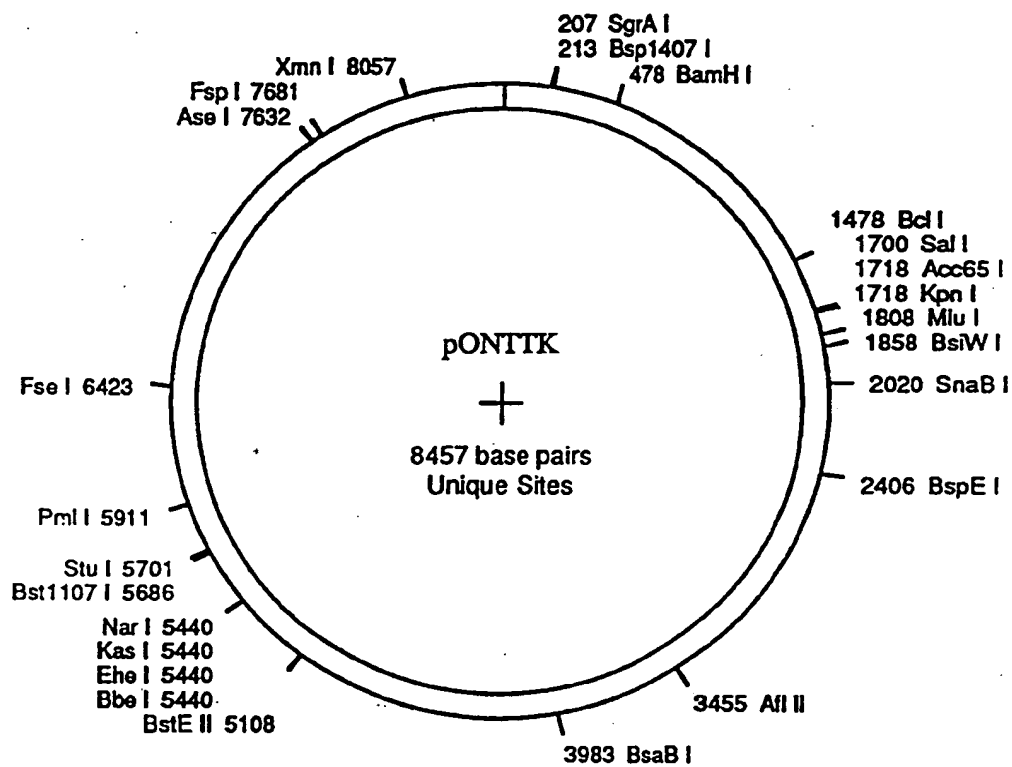 207 SgrA I
213 Bsp1407 I
478 BamH I
1478 Bcl I
1700 Sal I
1718 Acc65 I
1718 Kpn I
1808 Mlu I
1858 BsiW I
2020 SnaB I
2406 BspE I
3455 Afl II
3983 BsaB I
BstE II 5108
Bbe I 5440
Ehe I 5440
Kas I 5440
Nar I 5440
Bst1107 I 5686
Stu I 5701
Pml I 5911
Fse I 6423
Ase I 7632
Fsp I 7681
Xmn I 8057
pONTTK
8457 base pairs
Unique Sites